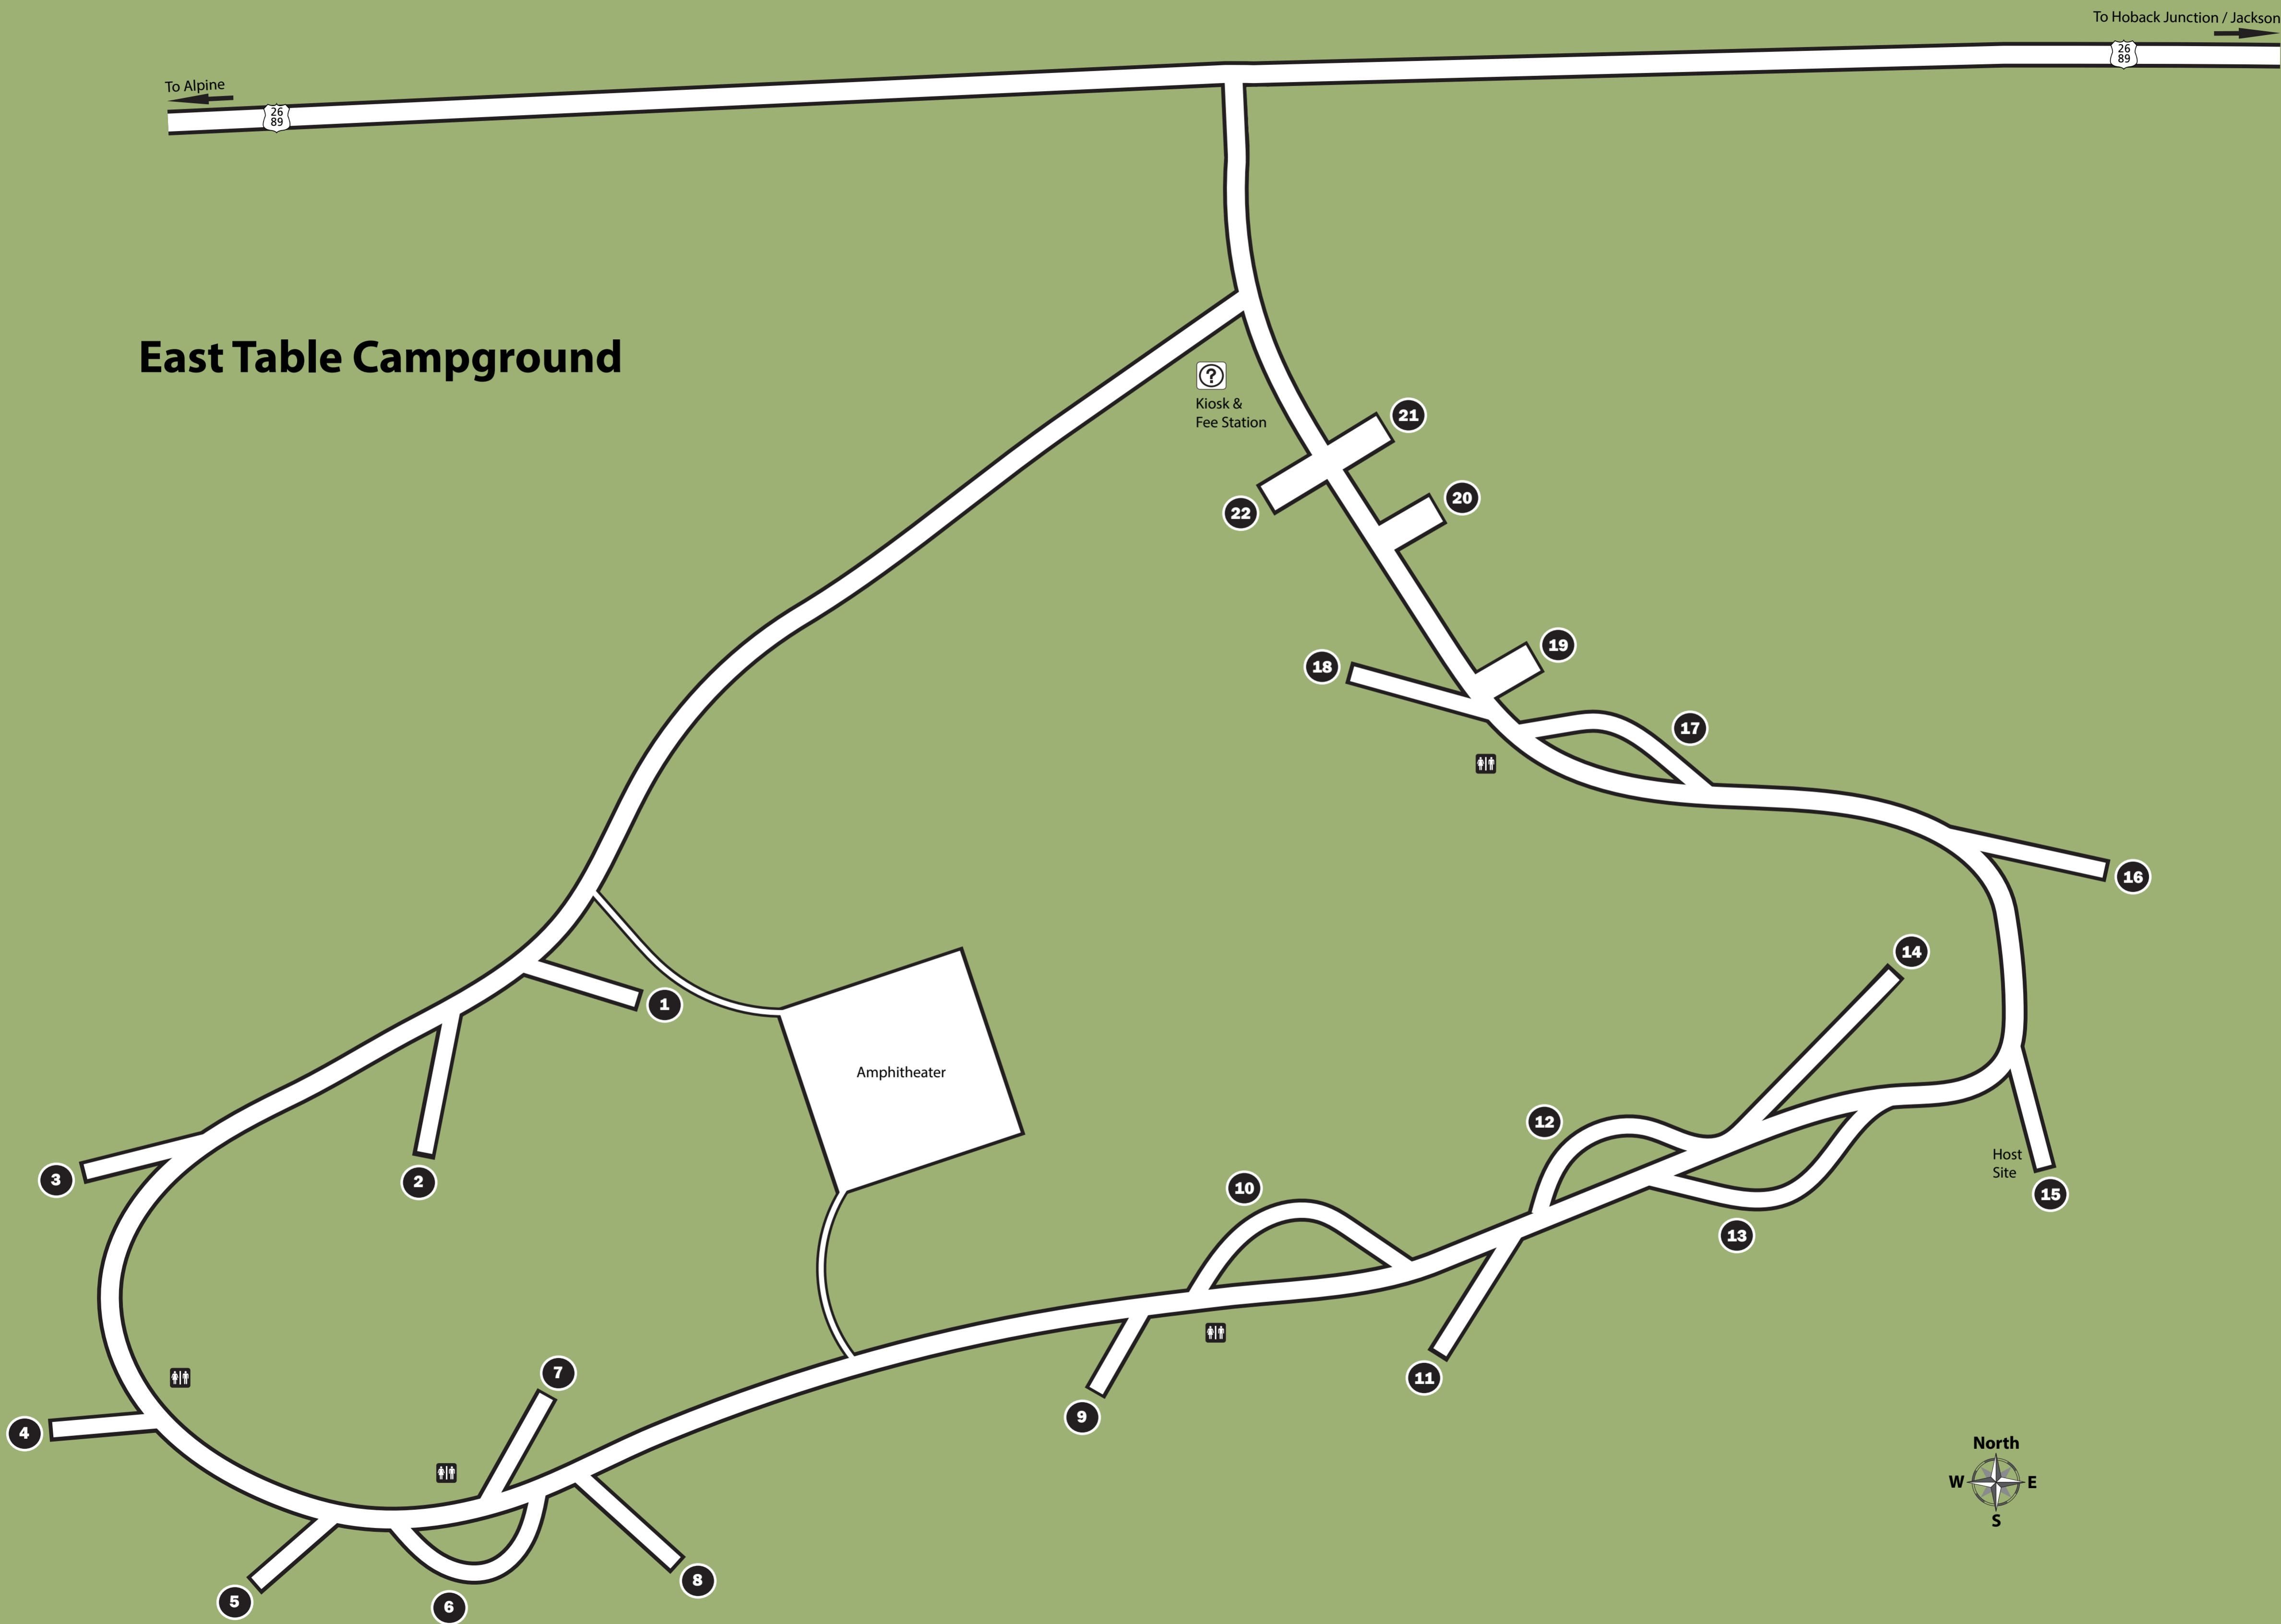 To Hoback Junction / Jackson
26
89
To Alpine
26
89
East Table Campground
?
Kiosk &
Fee Station
21
20
22
19
18
17
16
14
1
Amphitheater
12
Host
Site
2
3
10
15
13
7
11
9
4
North
W
E
S
8
5
6